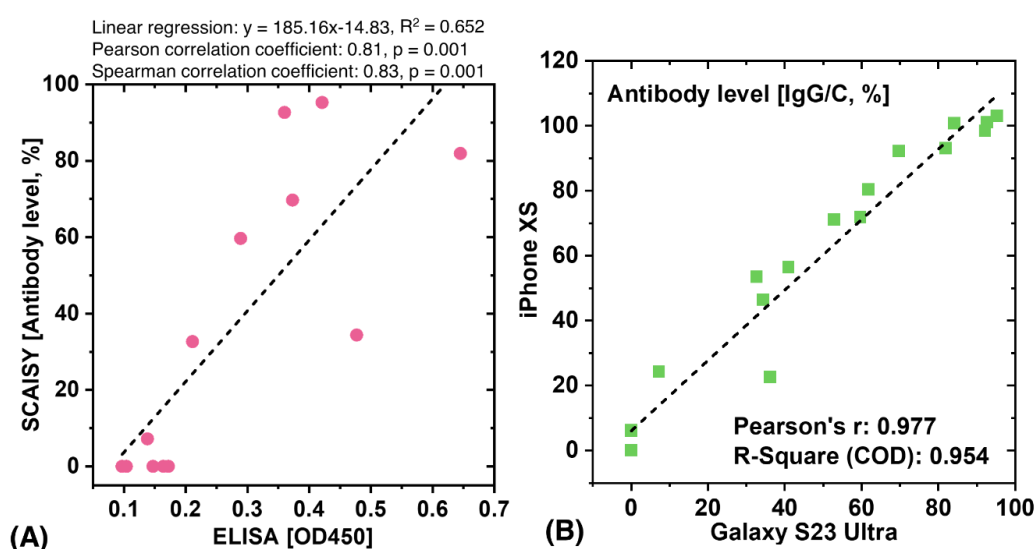 Linear regression: y = 185.16x-14.83, R² = 0.652
Pearson correlation coefficient: 0.81, p = 0.001
Spearman correlation coefficient: 0.83, p = 0.001
100
80
60
40
20
0
SCAISY [Antibody level, %]
0.1 0.2 0.3 0.4 0.5 0.6 0.7
ELISA [OD450]
(A)
120
100
80
60
40
20
0
iPhone XS
Antibody level [IgG/C, %]
Pearson's r: 0.977
R-Square (COD): 0.954
0 20 40 60 80 100
Galaxy S23 Ultra
(B)